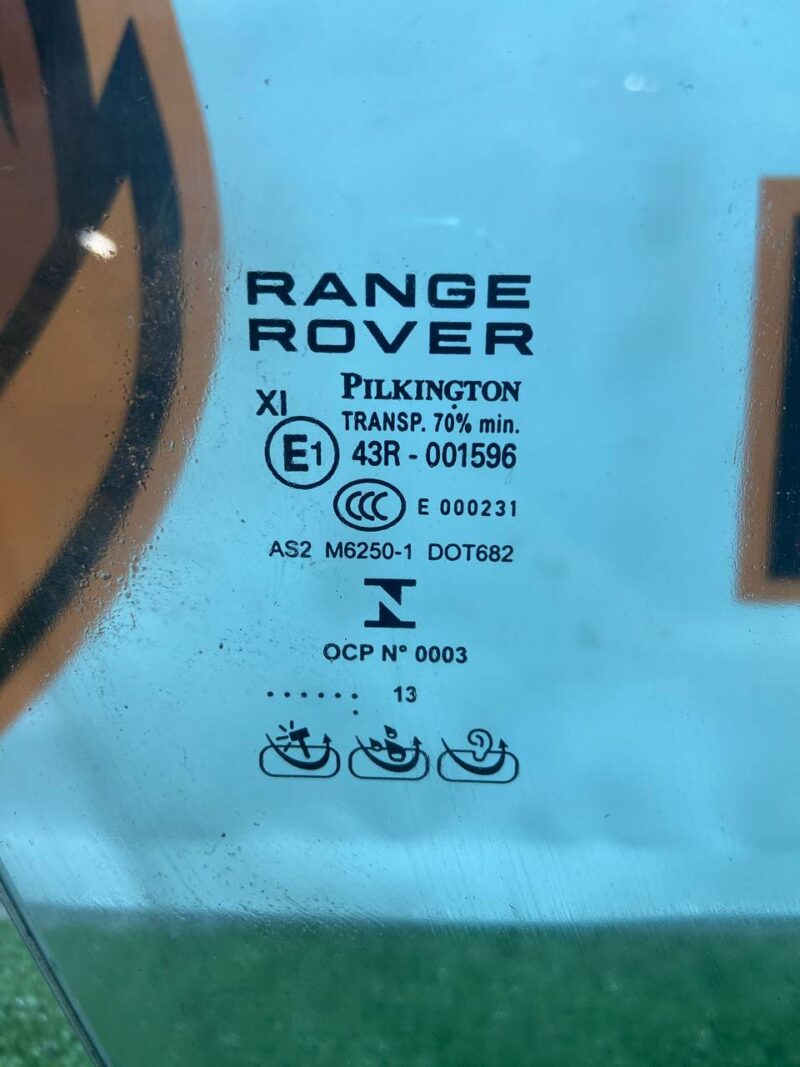 RANGE
ROVER
PILKINGTON
XI
TRANSP. 70% min.
E1 43R - 001596
CCC E 000231
AS2 M6250-1 DOT682
OCP N° 0003
...... 13